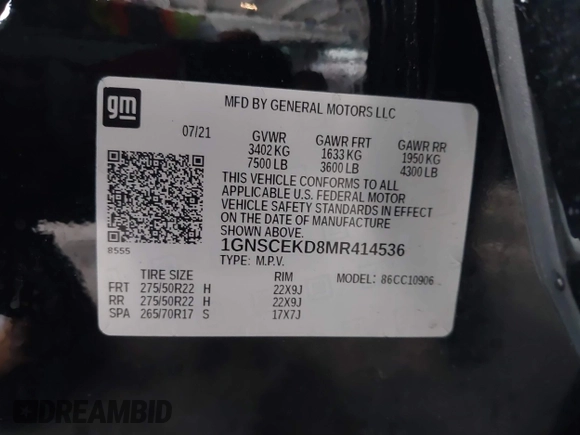 gm
MFD BY GENERAL MOTORS LLC
07/21 GVWR GAWR FRT GAWR RR
3402 KG 1633 KG 1950 KG
7500 LB 3600 LB 4300 LB
THIS VEHICLE CONFORMS TO ALL
APPLICABLE U.S. FEDERAL MOTOR
VEHICLE SAFETY STANDARDS IN EFFECT
ON THE DATE OF MANUFACTURE
SHOWN ABOVE.
8555 1GNSCEKD8MR414536
TYPE: M.P.V.
TIRE SIZE RIM MODEL: 86CC10906
FRT 275/50R22 H 22X9J
RR 275/50R22 H 22X9J
SPA 265/70R17 S 17X7J
DREAMBID